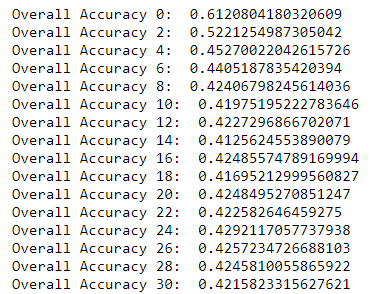 Overall Accuracy 0:  0.6120804180320609
Overall Accuracy 2:  0.5221254987305042
Overall Accuracy 4:  0.45270022042615726
Overall Accuracy 6:  0.4405187835420394
Overall Accuracy 8:  0.42406798245614036
Overall Accuracy 10:  0.41975195222783646
Overall Accuracy 12:  0.4227296866702071
Overall Accuracy 14:  0.4125624553890079
Overall Accuracy 16:  0.42485574789169994
Overall Accuracy 18:  0.41695212999560827
Overall Accuracy 20:  0.4248495270851247
Overall Accuracy 22:  0.422582646459275
Overall Accuracy 24:  0.4292117057737938
Overall Accuracy 26:  0.4257234726688103
Overall Accuracy 28:  0.4245810055865922
Overall Accuracy 30:  0.4215823315627621